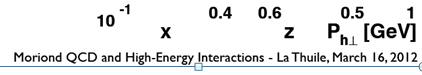 10⁻¹ 0.4 0.6 0.5 1
x z P_h⊥ [GeV]
Moriond QCD and High-Energy Interactions - La Thuile, March 16, 2012